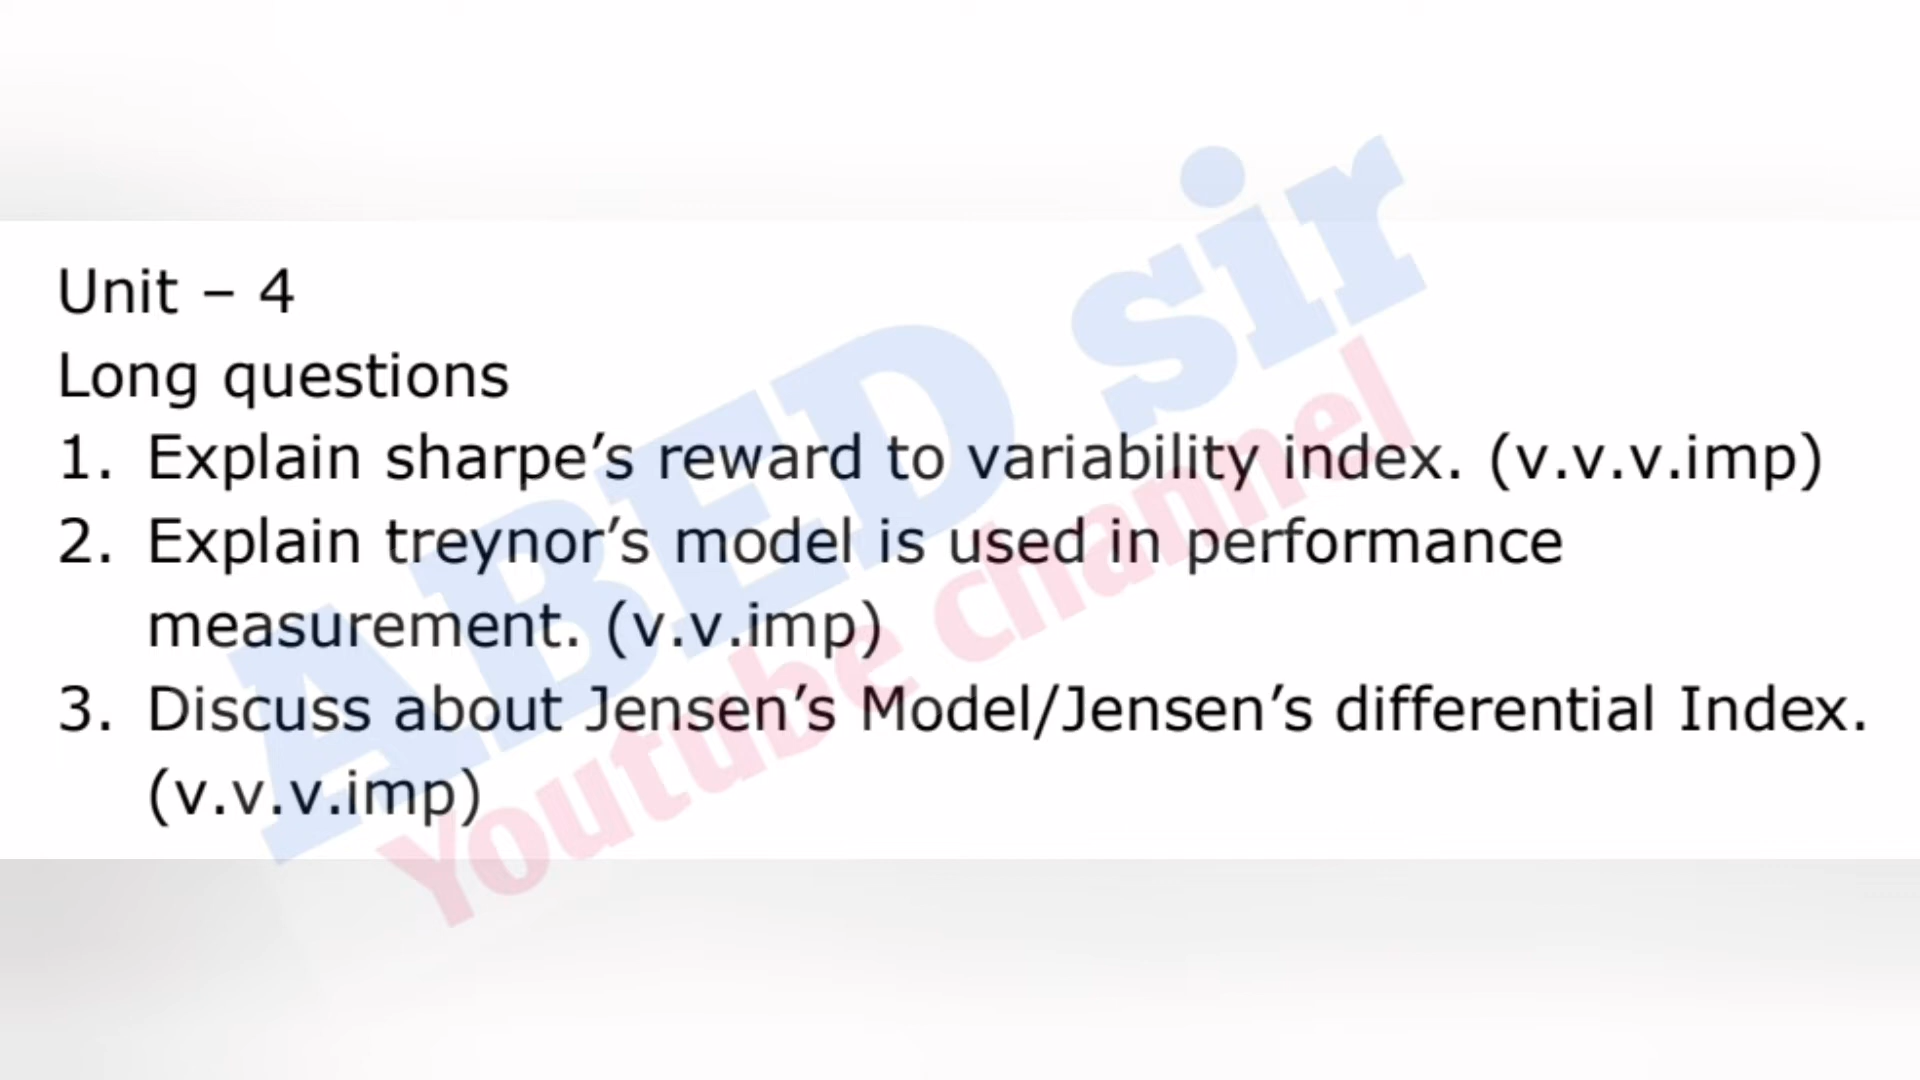 Unit – 4
Long questions
1. Explain sharpe’s reward to variability index. (v.v.v.imp)
2. Explain treynor’s model is used in performance
measurement. (v.v.imp)
3. Discuss about Jensen’s Model/Jensen’s differential Index.
(v.v.v.imp)
ABED sir
Youtube channel